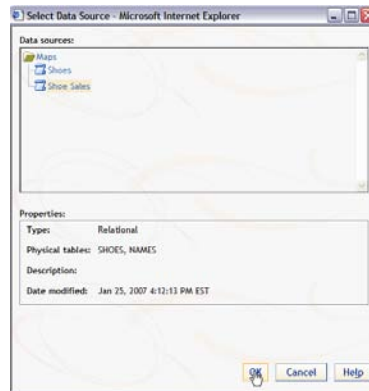 Select Data Source - Microsoft Internet Explorer
Data sources:
Maps
Shoes
Shoe Sales
Properties:
Type: Relational
Physical tables: SHOES, NAMES
Description:
Date modified: Jan 25, 2007 4:12:13 PM EST
OK Cancel Help